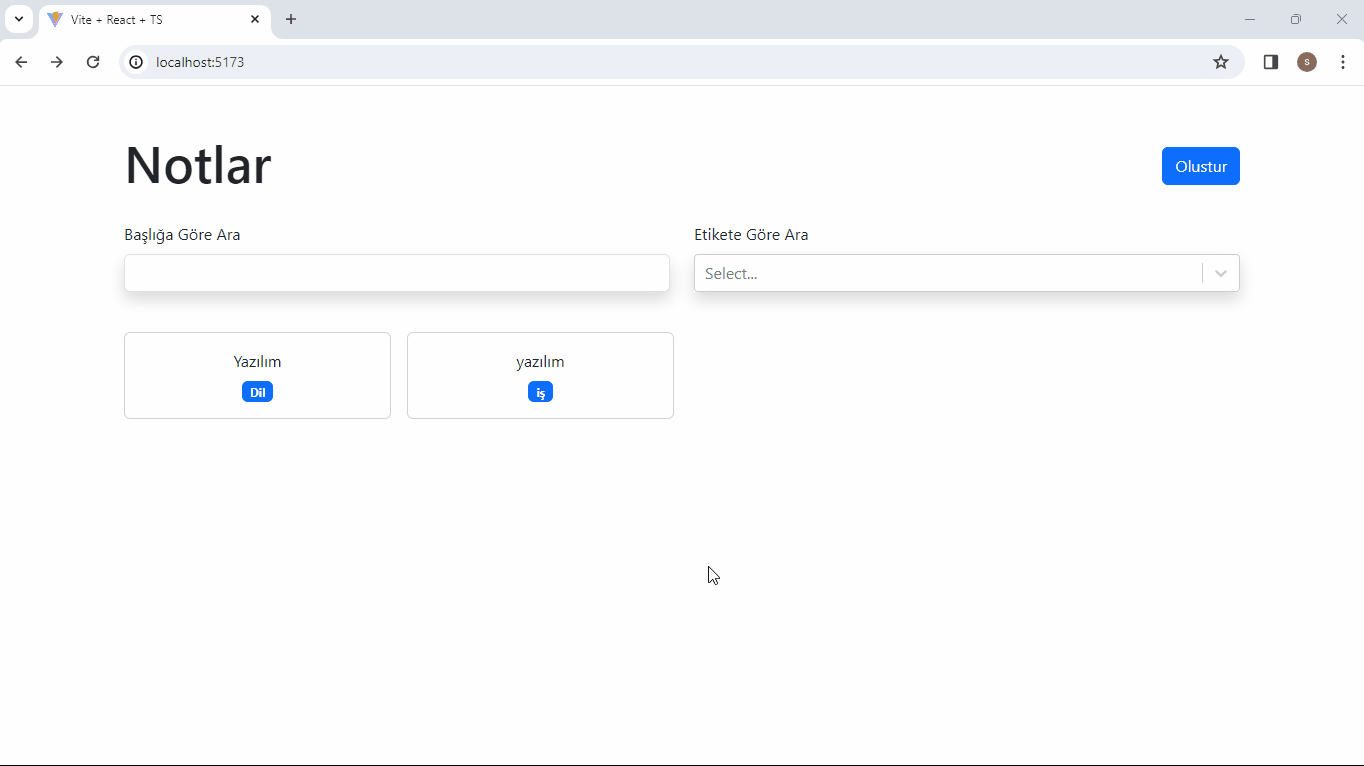 Vite + React + TS
localhost:5173
s
Notlar
Olustur
Başlığa Göre Ara
Etikete Göre Ara
Select...
Yazılım
yazılım
Dil
iş